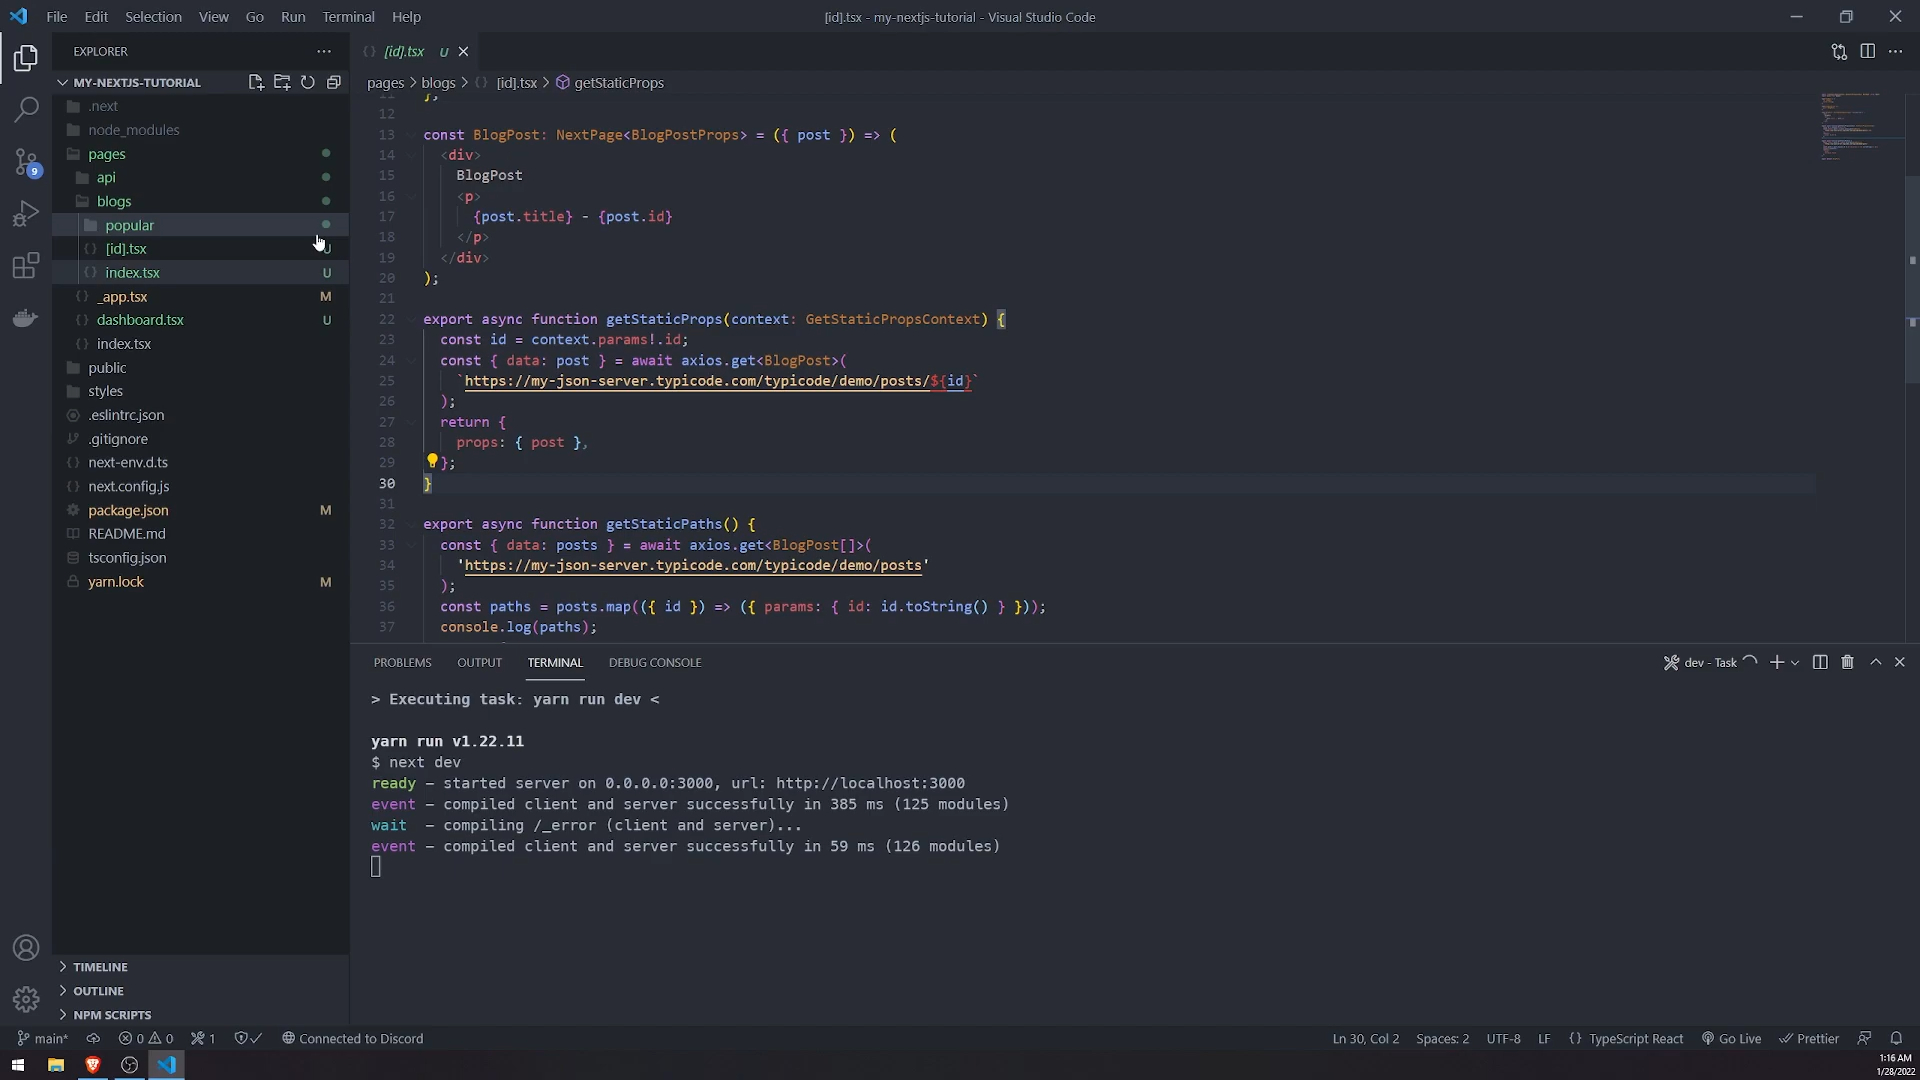 File Edit Selection View Go Run Terminal Help
[id].tsx - my-nextjs-tutorial - Visual Studio Code
EXPLORER
MY-NEXTJS-TUTORIAL
.next
node_modules
pages
api
blogs
popular
[id].tsx U
index.tsx U
_app.tsx M
dashboard.tsx U
index.tsx
public
styles
.eslintrc.json
.gitignore
next-env.d.ts
next.config.js
package.json M
README.md
tsconfig.json
yarn.lock M
TIMELINE
OUTLINE
NPM SCRIPTS
9
[id].tsx U
pages > blogs > [id].tsx > getStaticProps
11 };
12
13 const BlogPost: NextPage<BlogPostProps> = ({ post }) => (
14 <div>
15 BlogPost
16 <p>
17 {post.title} - {post.id}
18 </p>
19 </div>
20 );
21
22 export async function getStaticProps(context: GetStaticPropsContext) {
23 const id = context.params!.id;
24 const { data: post } = await axios.get<BlogPost>(
25 `https://my-json-server.typicode.com/typicode/demo/posts/${id}`
26 );
27 return {
28 props: { post },
29 };
30 }
31
32 export async function getStaticPaths() {
33 const { data: posts } = await axios.get<BlogPost[]>(
34 'https://my-json-server.typicode.com/typicode/demo/posts'
35 );
36 const paths = posts.map(({ id }) => ({ params: { id: id.toString() } }));
37 console.log(paths);
PROBLEMS OUTPUT TERMINAL DEBUG CONSOLE
dev - Task
> Executing task: yarn run dev <
yarn run v1.22.11
$ next dev
ready – started server on 0.0.0.0:3000, url: http://localhost:3000
event – compiled client and server successfully in 385 ms (125 modules)
wait – compiling /_error (client and server)...
event – compiled client and server successfully in 59 ms (126 modules)
main* 0 0 1 Connected to Discord
Ln 30, Col 2 Spaces: 2 UTF-8 LF {} TypeScript React Go Live Prettier
1:16 AM
1/28/2022